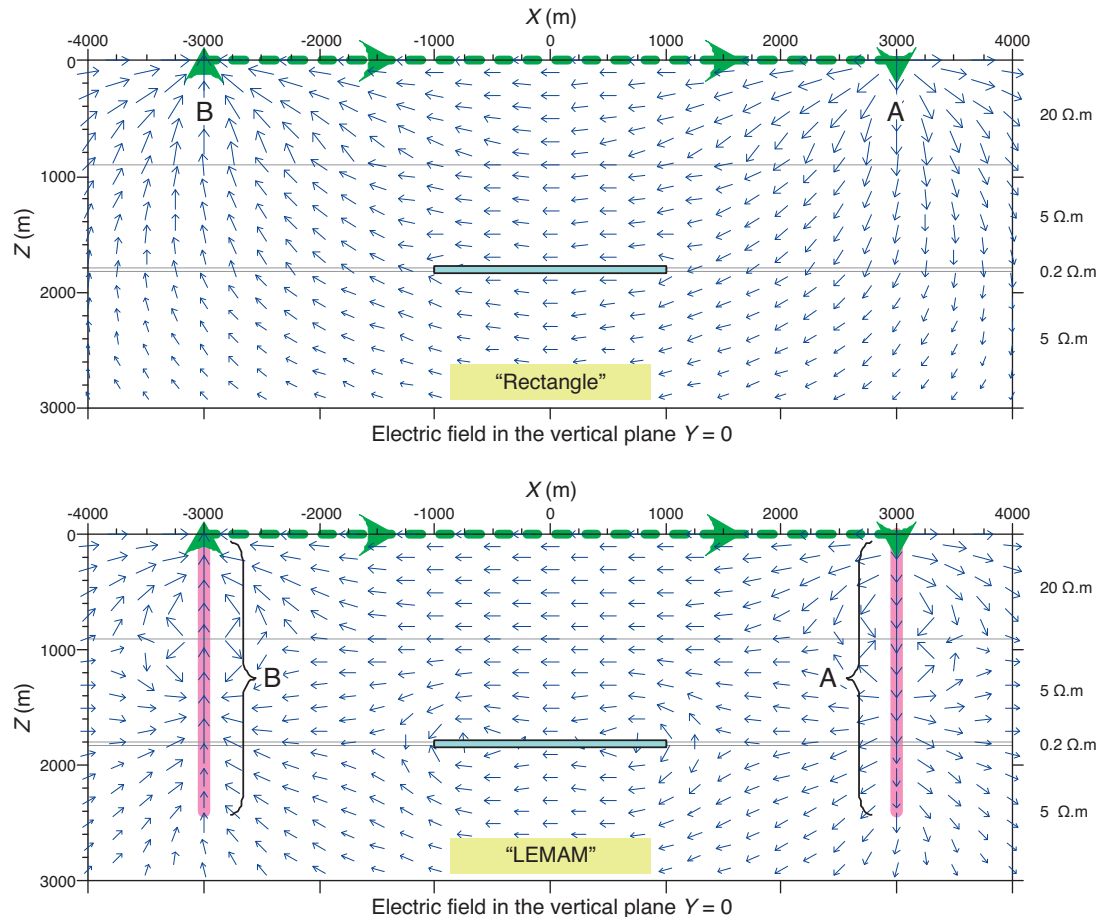 X (m)
-4000 -3000 -2000 -1000 0 1000 2000 3000 4000
0
B
A
20 Ω.m
1000
5 Ω.m
Z (m)
0.2 Ω.m
2000
5 Ω.m
“Rectangle”
3000
Electric field in the vertical plane Y = 0
X (m)
-4000 -3000 -2000 -1000 0 1000 2000 3000 4000
0
20 Ω.m
1000
B
A
5 Ω.m
Z (m)
0.2 Ω.m
2000
5 Ω.m
“LEMAM”
3000
Electric field in the vertical plane Y = 0